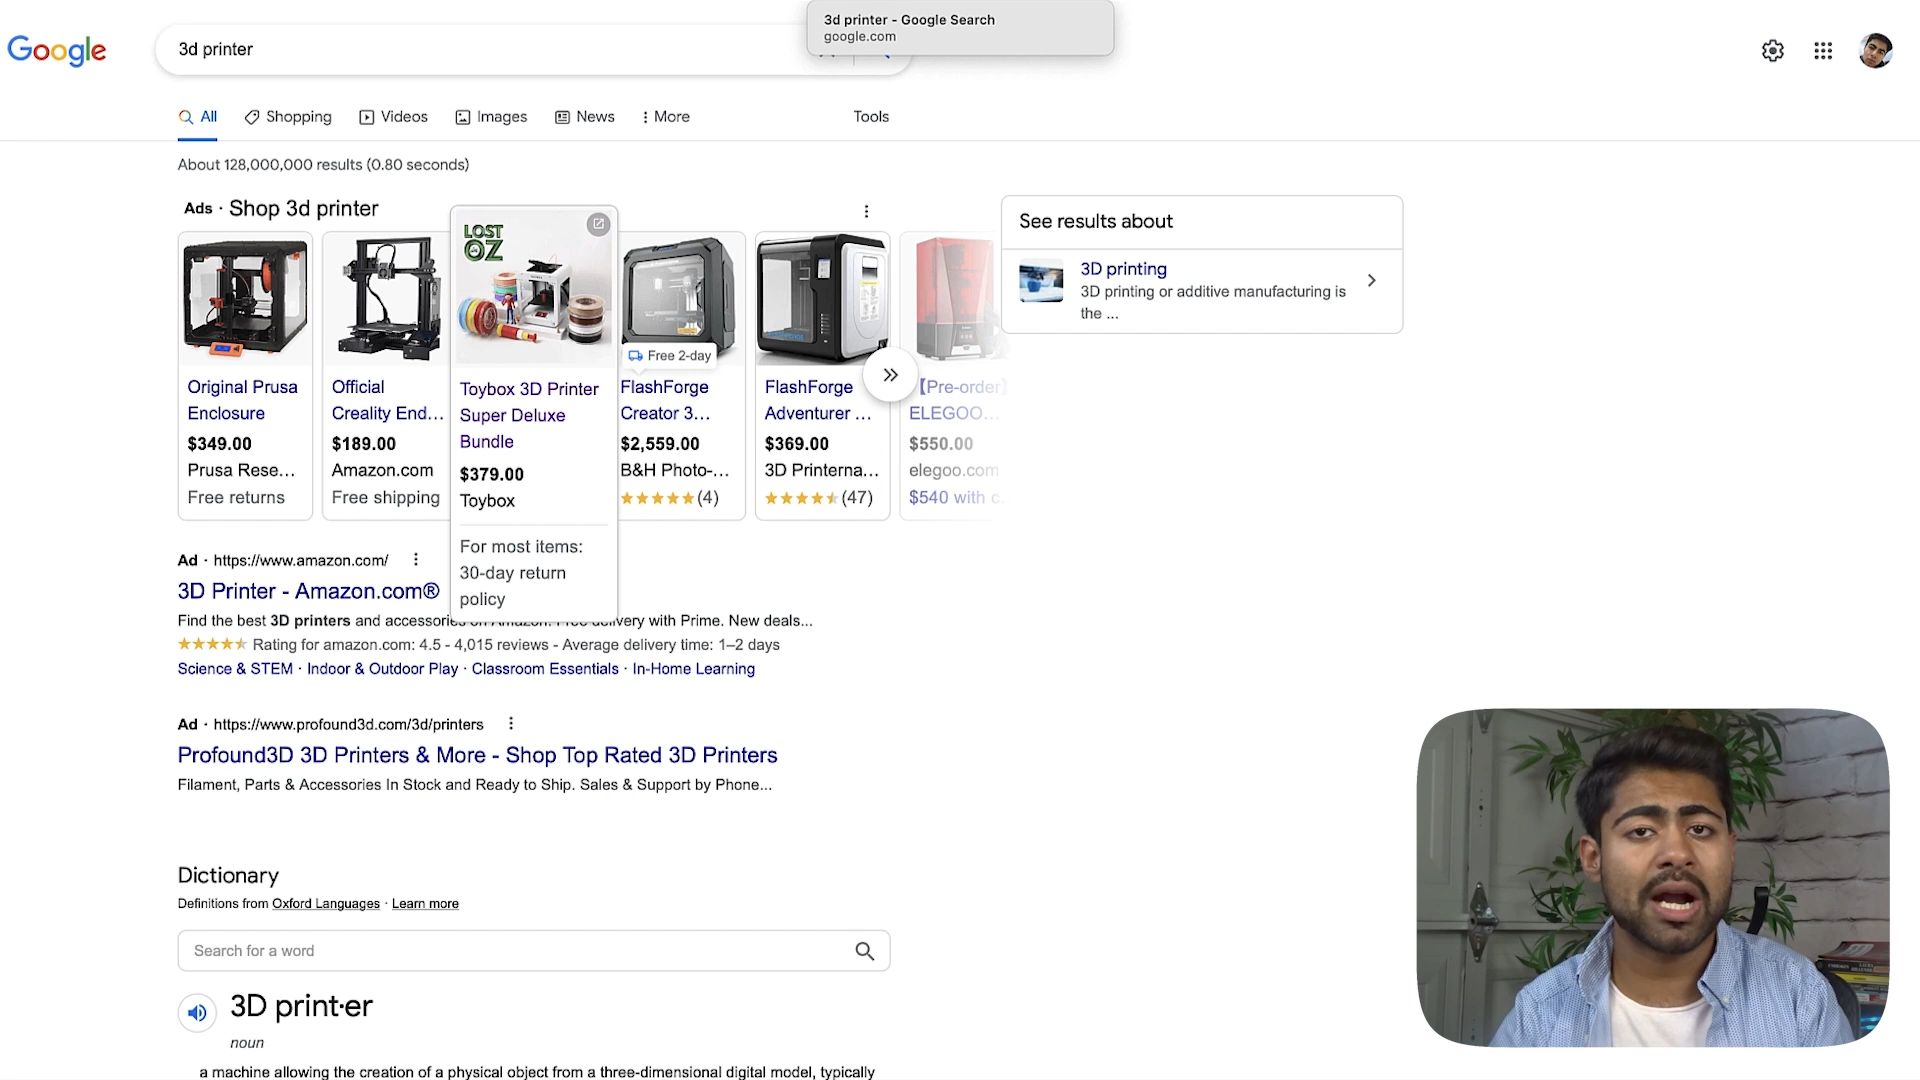 3d printer - Google Search
google.com
Google
3d printer
All
Shopping
Videos
Images
News
More
Tools
About 128,000,000 results (0.80 seconds)
Ads · Shop 3d printer
Original Prusa
Enclosure
$349.00
Prusa Rese...
Free returns
Official
Creality End...
$189.00
Amazon.com
Free shipping
LOST
OZ
Toybox 3D Printer
Super Deluxe
Bundle
$379.00
Toybox
For most items:
30-day return
policy
Free 2-day
FlashForge
Creator 3...
$2,559.00
B&H Photo-...
(4)
FlashForge
Adventurer ...
$369.00
3D Printerna...
(47)
【Pre-order】
ELEGOO...
$550.00
elegoo.com
$540 with c...
See results about
3D printing
3D printing or additive manufacturing is
the ...
Ad · https://www.amazon.com/
3D Printer - Amazon.com®
Find the best 3D printers and accessories on Amazon. Free delivery with Prime. New deals...
Rating for amazon.com: 4.5 - 4,015 reviews - Average delivery time: 1–2 days
Science & STEM · Indoor & Outdoor Play · Classroom Essentials · In-Home Learning
Ad · https://www.profound3d.com/3d/printers
Profound3D 3D Printers & More - Shop Top Rated 3D Printers
Filament, Parts & Accessories In Stock and Ready to Ship. Sales & Support by Phone...
Dictionary
Definitions from Oxford Languages · Learn more
Search for a word
3D print·er
noun
a machine allowing the creation of a physical object from a three-dimensional digital model, typically